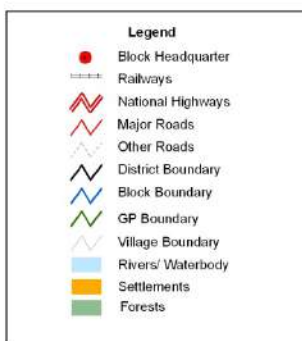 Legend
Block Headquarter
Railways
National Highways
Major Roads
Other Roads
District Boundary
Block Boundary
GP Boundary
Village Boundary
Rivers/ Waterbody
Settlements
Forests